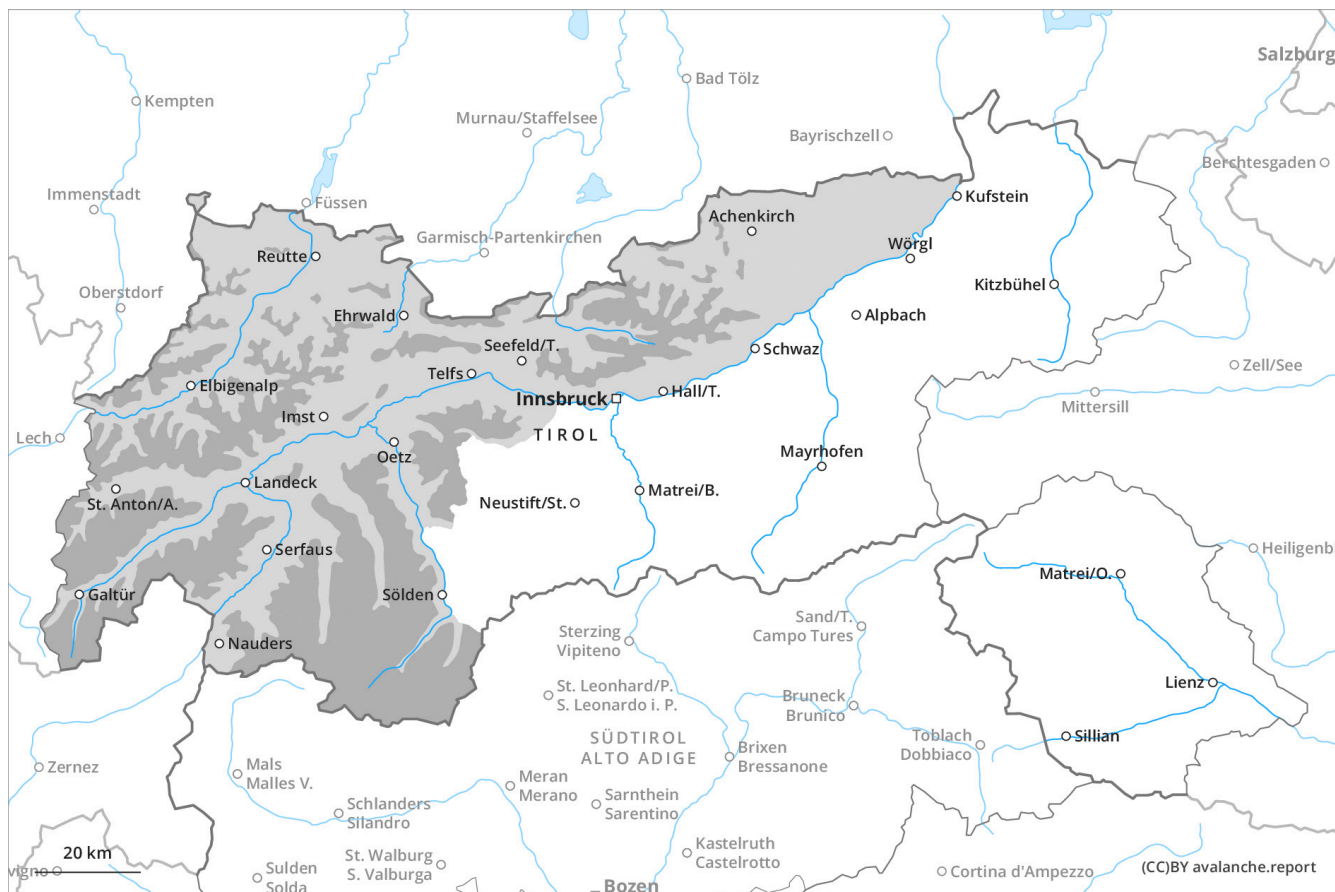 Salzburg
Bad Tölz
Kempten
Murnau/Staffelsee
Bayrischzell
Berchtesgaden
Immenstadt
Füssen
Kufstein
Achenkirch
Garmisch-Partenkirchen
Wörgl
Reutte
Kitzbühel
Oberstdorf
Ehrwald
Alpbach
Seefeld/T.
Schwaz
Zell/See
Telfs
Elbigenalp
Hall/T.
Innsbruck
Mittersill
Imst
Lech
TIROL
Oetz
Mayrhofen
Landeck
Matrei/B.
St. Anton/A.
Neustift/St.
Serfaus
Heiligenb
Matrei/O.
Galtür
Sölden
Sand/T.
Campo Tures
Sterzing
Vipiteno
Nauders
Lienz
St. Leonhard/P.
S. Leonardo i. P.
Bruneck
Brunico
SÜDTIROL
ALTO ADIGE
Sillian
Toblach
Dobbiaco
Brixen
Bressanone
Zernez
Mals
Malles V.
Meran
Merano
Schlanders
Silandro
Sarnthein
Sarentino
Kastelruth
Castelrotto
20 km
St. Walburg
S. Valburga
vigno
Sulden
Solda
Cortina d'Ampezzo
(CC)BY avalanche.report
Bozen